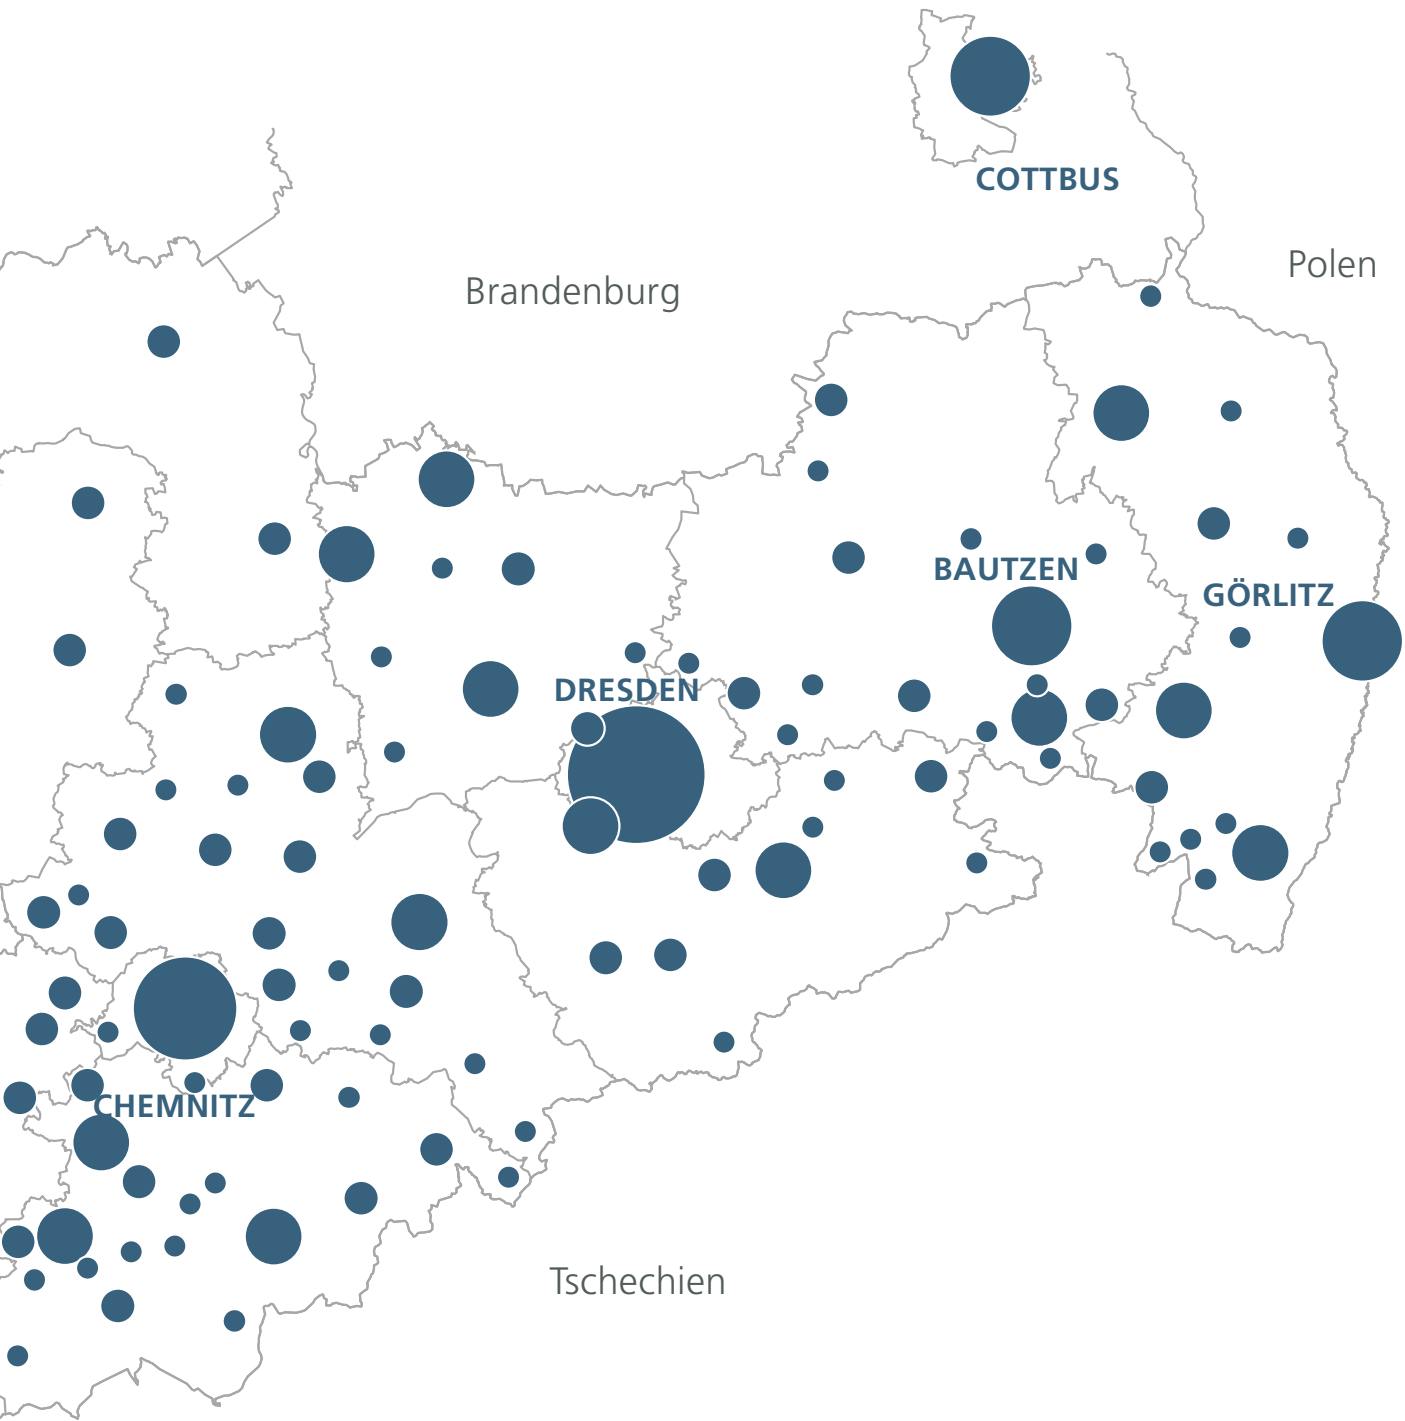 COTTBUS
Polen
Brandenburg
BAUTZEN
GÖRLITZ
DRESDEN
CHEMNITZ
Tschechien